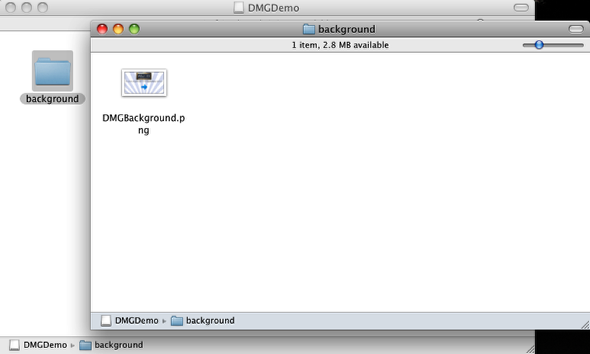 DMGDemo
background
1 item, 2.8 MB available
background
DMGBackground.p
ng
DMGDemo ▸ background
DMGDemo ▸ background